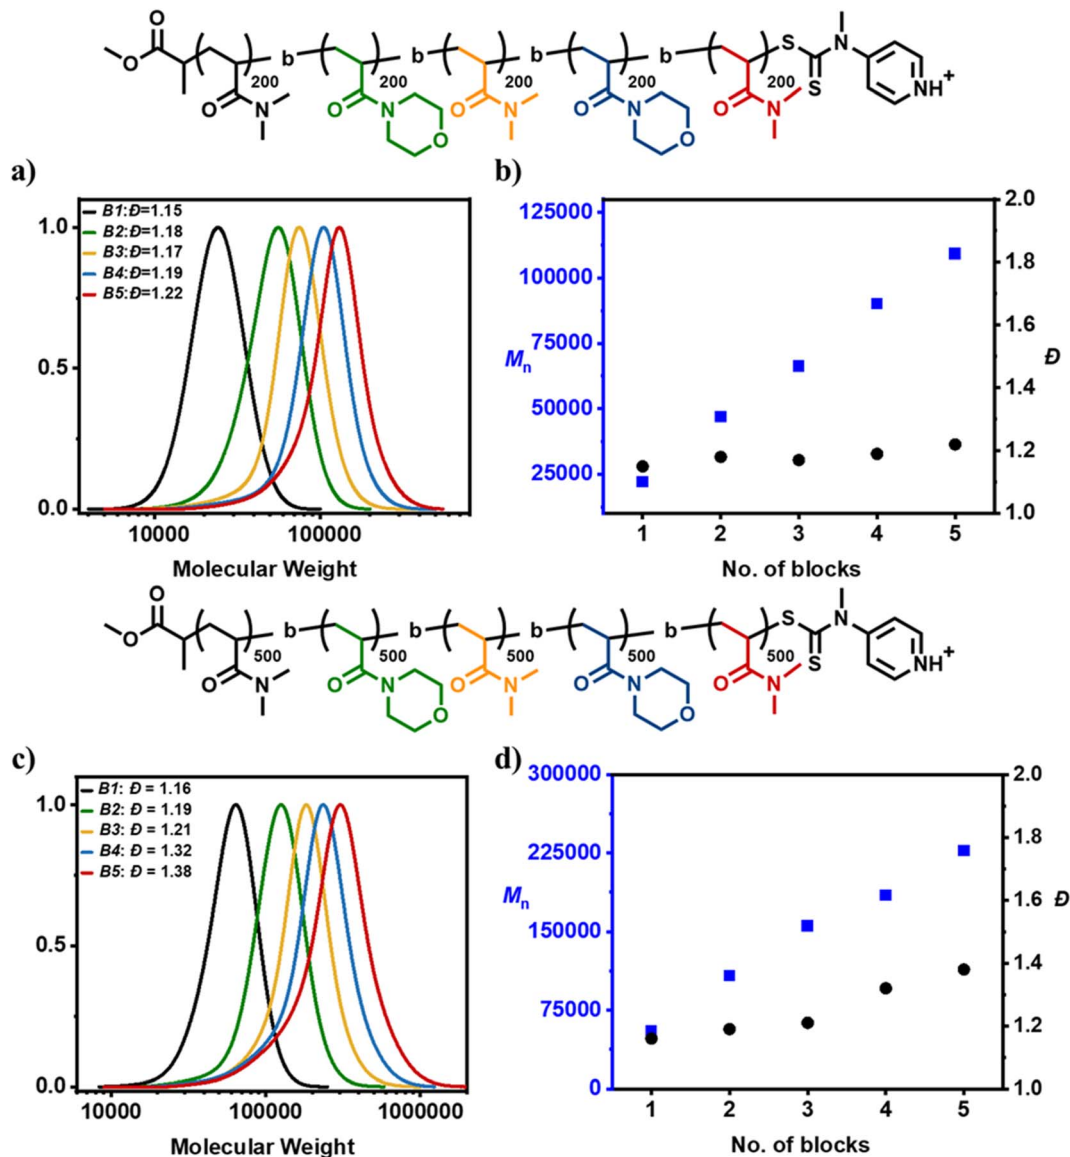 O
O
200
b
200
b
200
b
200
b
200
S
S
N
NH+
O
N
O
N
O
O
N
O
N
O
O
N
a)
B1:Đ=1.15
B2:Đ=1.18
B3:Đ=1.17
B4:Đ=1.19
B5:Đ=1.22
1.0
0.5
0.0
10000
100000
Molecular Weight
b)
125000
100000
75000
50000
25000
Mn
2.0
1.8
1.6
1.4
1.2
1.0
Đ
1
2
3
4
5
No. of blocks
O
O
500
b
500
b
500
b
500
b
500
S
S
N
NH+
O
N
O
N
O
O
N
O
N
O
O
N
c)
B1: Đ = 1.16
B2: Đ = 1.19
B3: Đ = 1.21
B4: Đ = 1.32
B5: Đ = 1.38
1.0
0.5
0.0
10000
100000
1000000
Molecular Weight
d)
300000
225000
150000
75000
0
Mn
2.0
1.8
1.6
1.4
1.2
1.0
Đ
1
2
3
4
5
No. of blocks